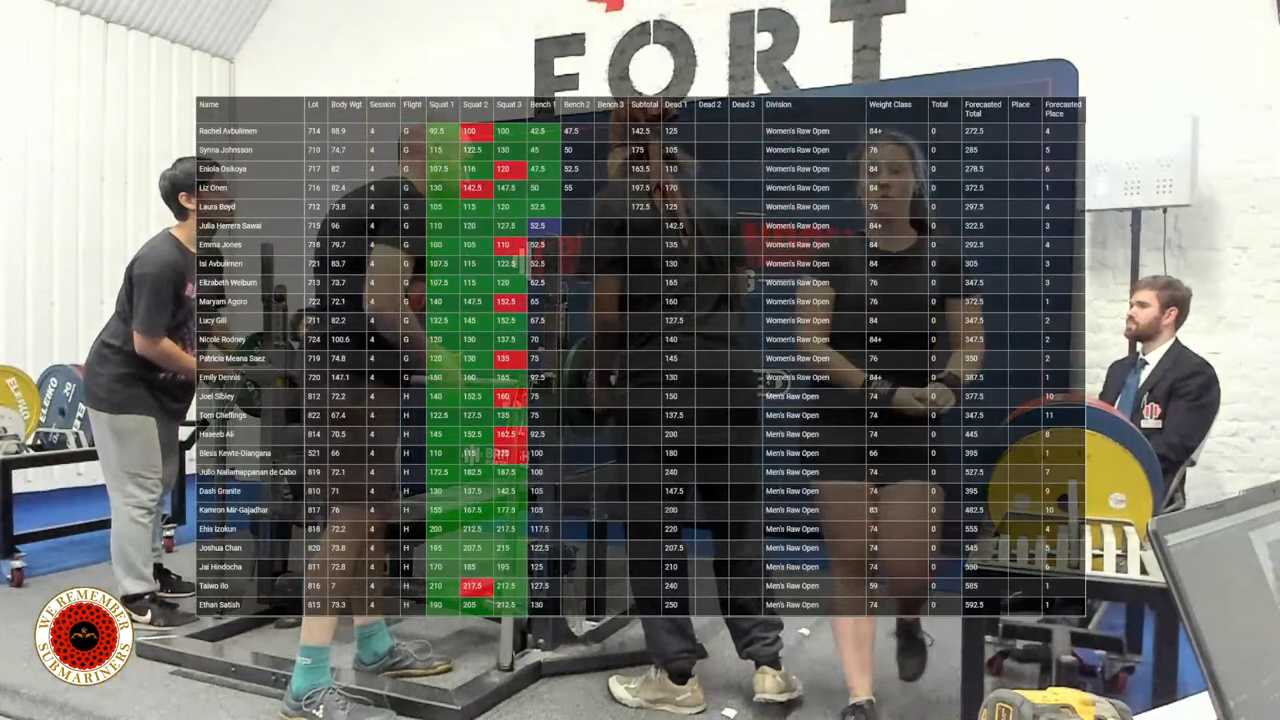 FORT
Name Lot Body Wgt Session Flight Squat 1 Squat 2 Squat 3 Bench 1 Bench 2 Bench 3 Subtotal Dead 1 Dead 2 Dead 3 Division Weight Class Total Forecasted Total Place Forecasted Place
Rachel Avbulimen 714 88.9 4 G 92.5 100 100 42.5 47.5 142.5 125 Women's Raw Open 84+ 0 272.5 4
Synna Johnsson 710 74.7 4 G 115 122.5 130 45 50 175 105 Women's Raw Open 76 0 285 5
Eniola Osikoya 717 82 4 G 107.5 116 120 47.5 52.5 163.5 110 Women's Raw Open 84 0 278.5 6
Liz Onen 716 82.4 4 G 130 142.5 147.5 50 55 197.5 170 Women's Raw Open 84 0 372.5 1
Laura Boyd 712 73.8 4 G 105 115 120 52.5 172.5 125 Women's Raw Open 76 0 297.5 4
Julia Herrera Sawai 715 96 4 G 110 120 127.5 52.5 142.5 Women's Raw Open 84+ 0 322.5 3
Emma Jones 718 79.7 4 G 100 105 110 52.5 135 Women's Raw Open 84 0 292.5 4
Isi Avbulimen 721 83.7 4 G 107.5 115 122.5 52.5 130 Women's Raw Open 84 0 305 3
Elizabeth Welburn 713 73.7 4 G 107.5 115 120 62.5 165 Women's Raw Open 76 0 347.5 3
Maryam Agoro 722 72.1 4 G 140 147.5 152.5 65 160 Women's Raw Open 76 0 372.5 1
Lucy Gill 711 82.2 4 G 132.5 145 152.5 67.5 127.5 Women's Raw Open 84 0 347.5 2
Nicole Rodney 724 100.6 4 G 120 130 137.5 70 140 Women's Raw Open 84+ 0 347.5 2
Patricia Meana Saez 719 74.8 4 G 120 130 135 75 145 Women's Raw Open 76 0 350 2
Emily Dennis 720 147.1 4 G 150 160 165 92.5 130 Women's Raw Open 84+ 0 387.5 1
Joel Sibley 812 72.2 4 H 140 152.5 160 75 150 Men's Raw Open 74 0 377.5 10
Tom Cheffings 822 67.4 4 H 122.5 127.5 135 75 137.5 Men's Raw Open 74 0 347.5 11
Haseeb Ali 814 70.5 4 H 145 152.5 162.5 92.5 200 Men's Raw Open 74 0 445 8
Bless Kewte-Diangana 521 66 4 H 110 115 120 100 180 Men's Raw Open 66 0 395 1
Julio Nallamappanan de Cabo 819 72.1 4 H 172.5 182.5 187.5 100 240 Men's Raw Open 74 0 527.5 7
Dash Granite 810 71 4 H 130 137.5 142.5 105 147.5 Men's Raw Open 74 0 395 9
Kamron Mir-Gajadhar 817 76 4 H 155 167.5 177.5 105 200 Men's Raw Open 83 0 482.5 10
Ehis Izokun 818 72.2 4 H 200 212.5 217.5 117.5 220 Men's Raw Open 74 0 555 4
Joshua Chan 820 73.8 4 H 195 207.5 215 122.5 207.5 Men's Raw Open 74 0 545 5
Jai Hindocha 811 72.8 4 H 170 185 195 125 210 Men's Raw Open 74 0 530 6
Taiwo Ilo 816 7 4 H 210 217.5 217.5 127.5 240 Men's Raw Open 59 0 585 1
Ethan Satish 815 73.3 4 H 190 205 212.5 130 250 Men's Raw Open 74 0 592.5 1
WE REMEMBER
SUBMARINERS
ELEIKO
20